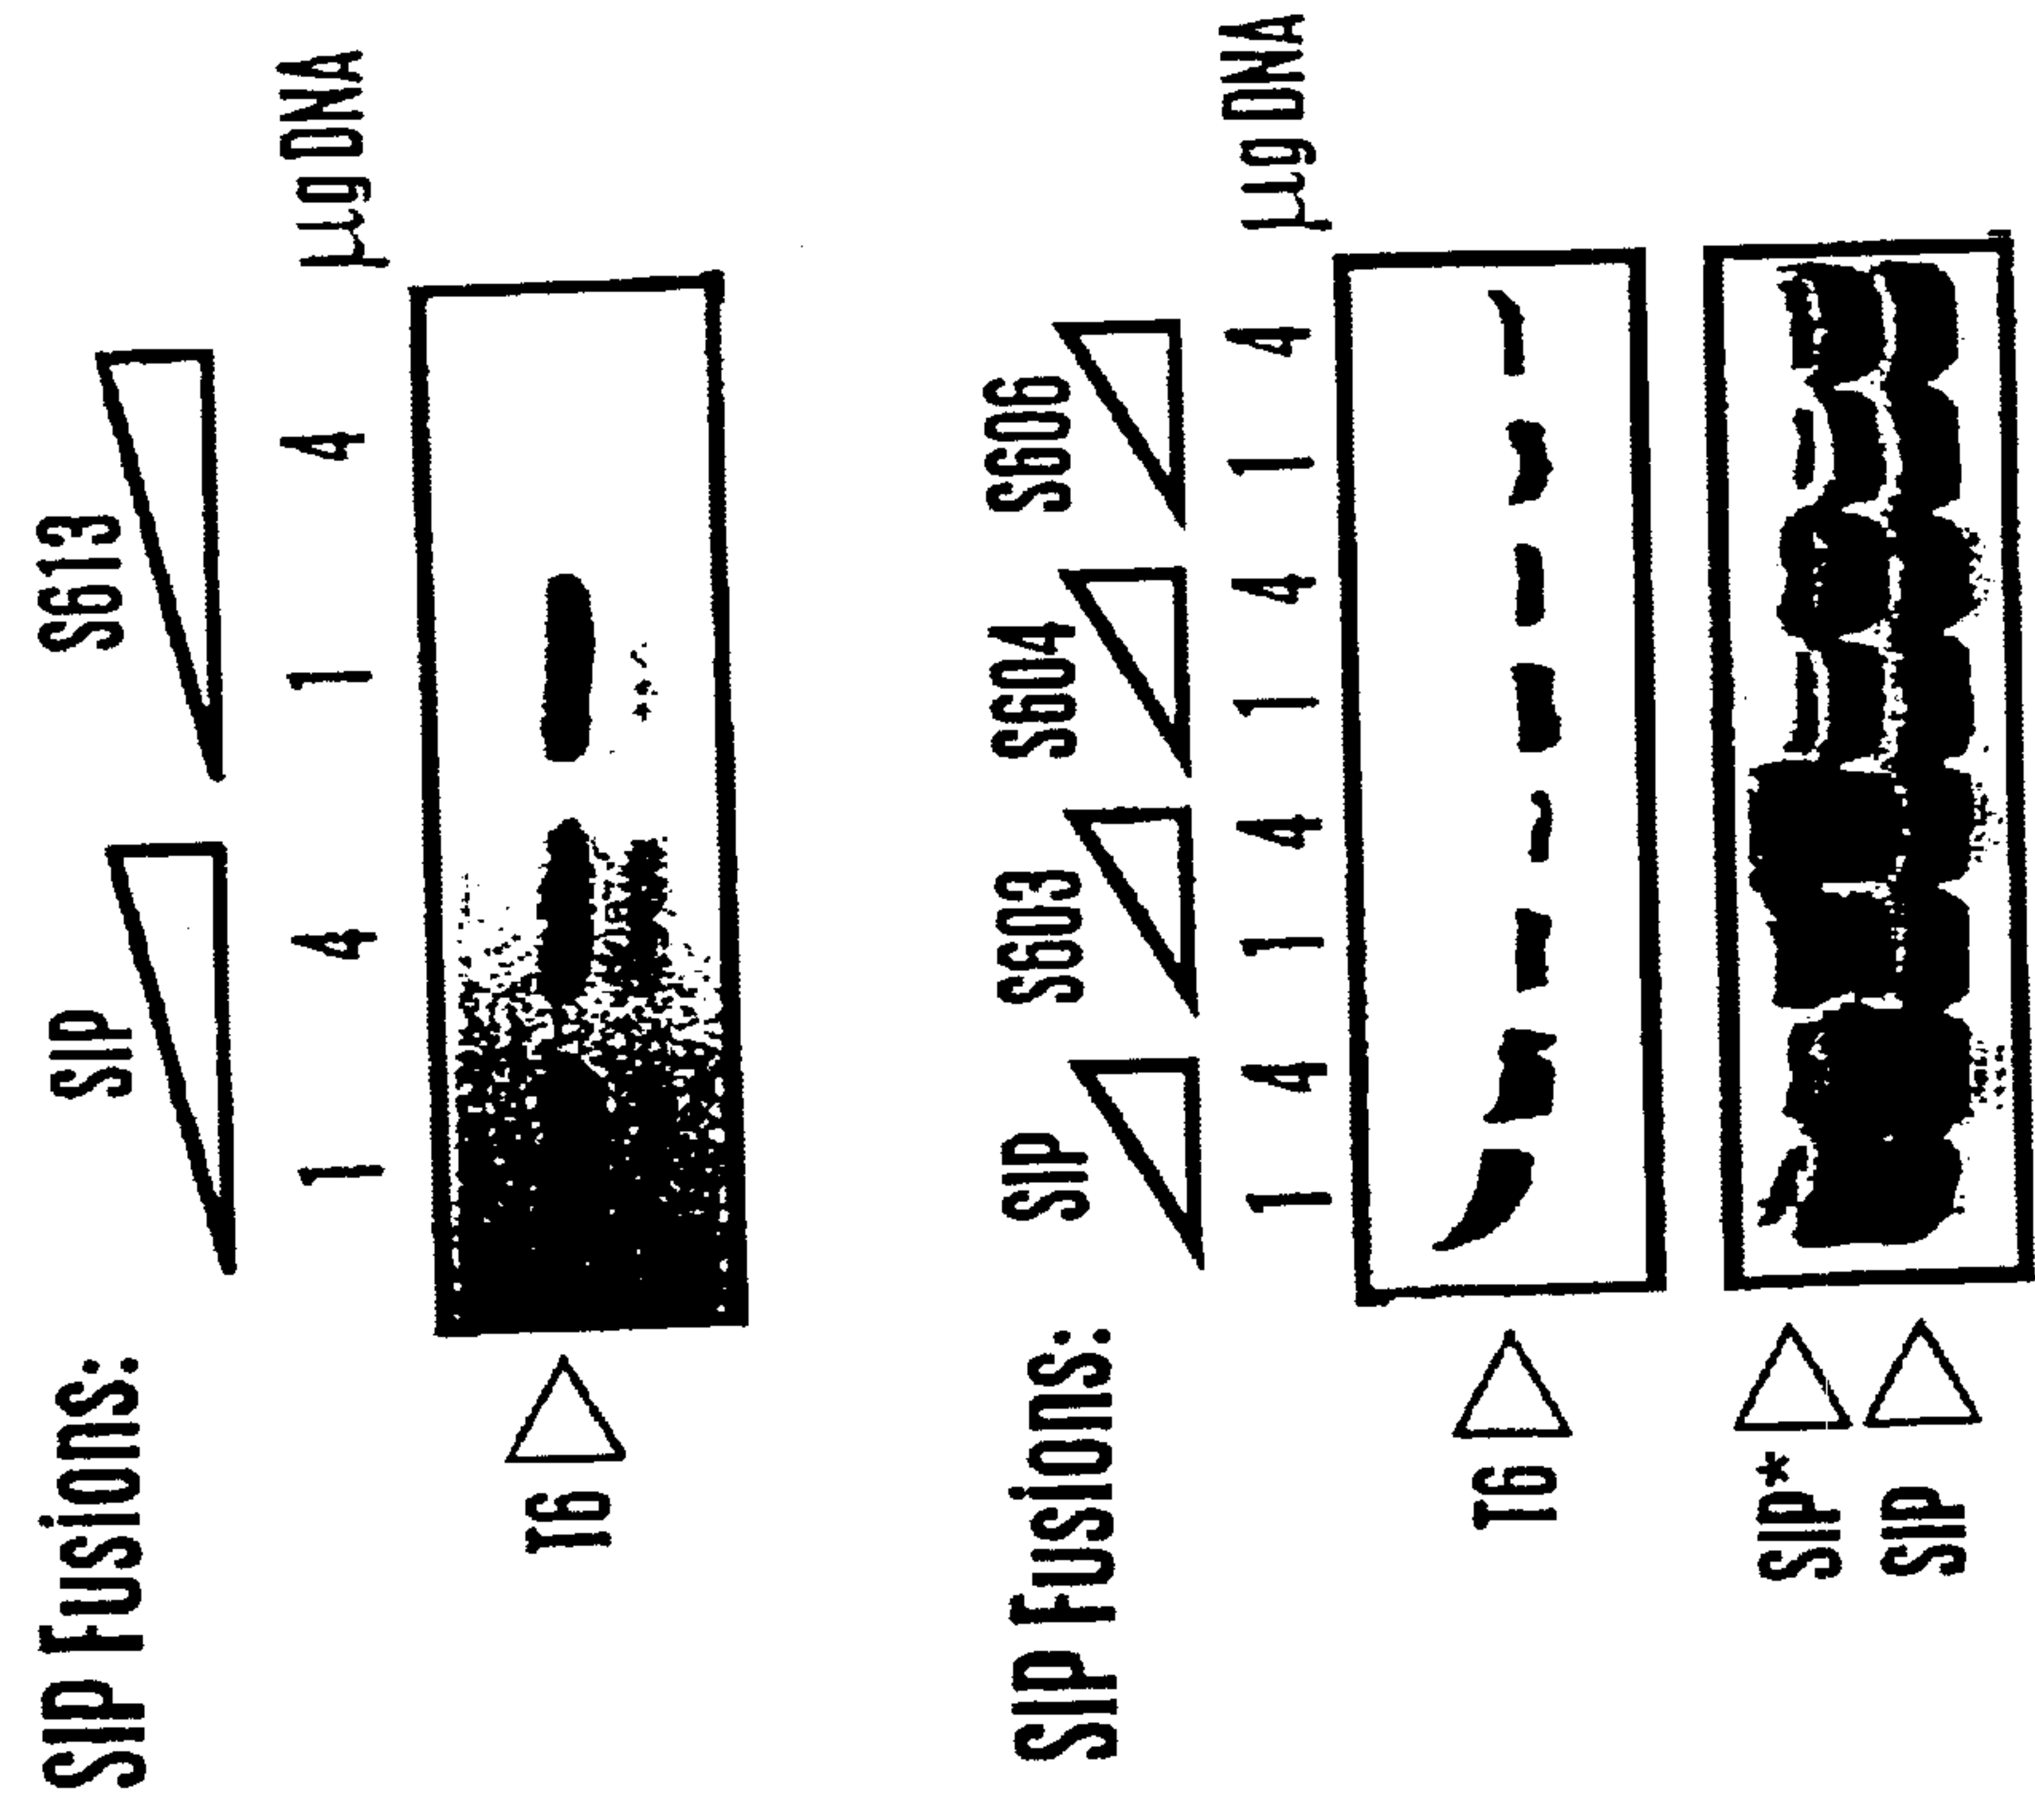 SIP Fusions:
SIP S613
1 4 1 4 µg DNA
T6
SIP Fusions:
SIP S603 S604 S606
1 4 1 4 1 4 1 4 µg DNA
T6
SIP*
SIP